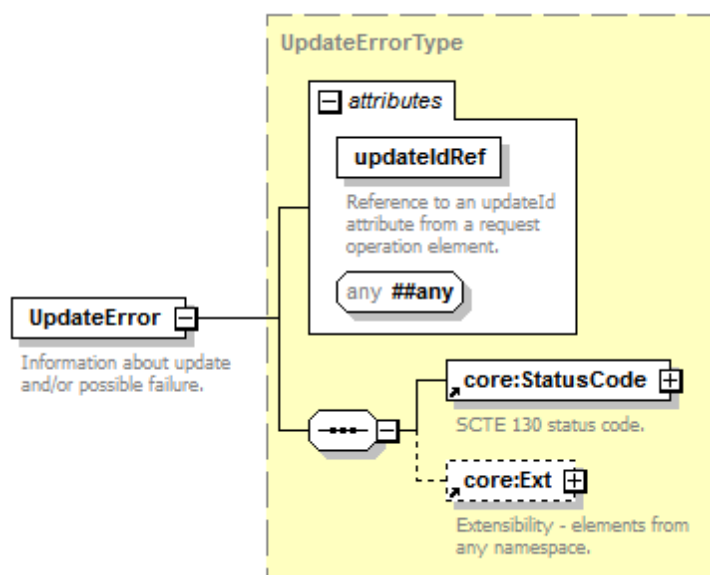 UpdateErrorType
attributes
updateIdRef
Reference to an updateId
attribute from a request
operation element.
any ##any
UpdateError
Information about update
and/or possible failure.
core:StatusCode
SCTE 130 status code.
core:Ext
Extensibility - elements from
any namespace.